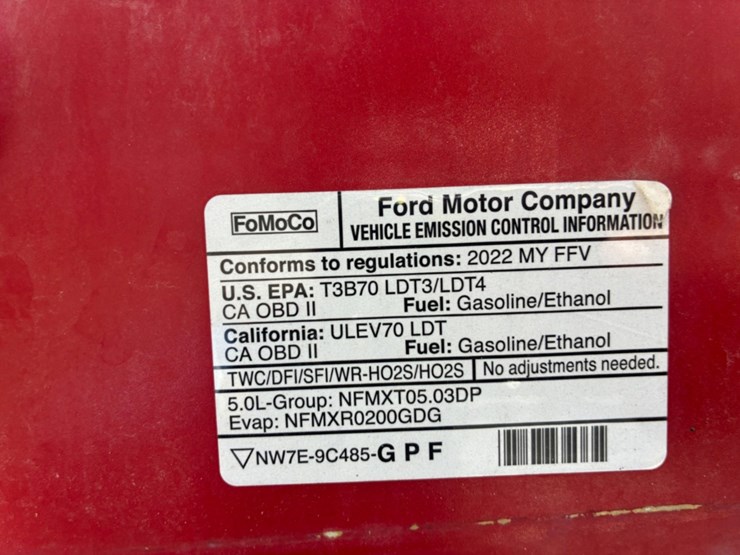 FoMoCo
Ford Motor Company
VEHICLE EMISSION CONTROL INFORMATION
Conforms to regulations: 2022 MY FFV
U.S. EPA: T3B70 LDT3/LDT4
CA OBD II Fuel: Gasoline/Ethanol
California: ULEV70 LDT
CA OBD II Fuel: Gasoline/Ethanol
TWC/DFI/SFI/WR-HO2S/HO2S No adjustments needed.
5.0L-Group: NFMXT05.03DP
Evap: NFMXR0200GDG
▽NW7E-9C485-G P F